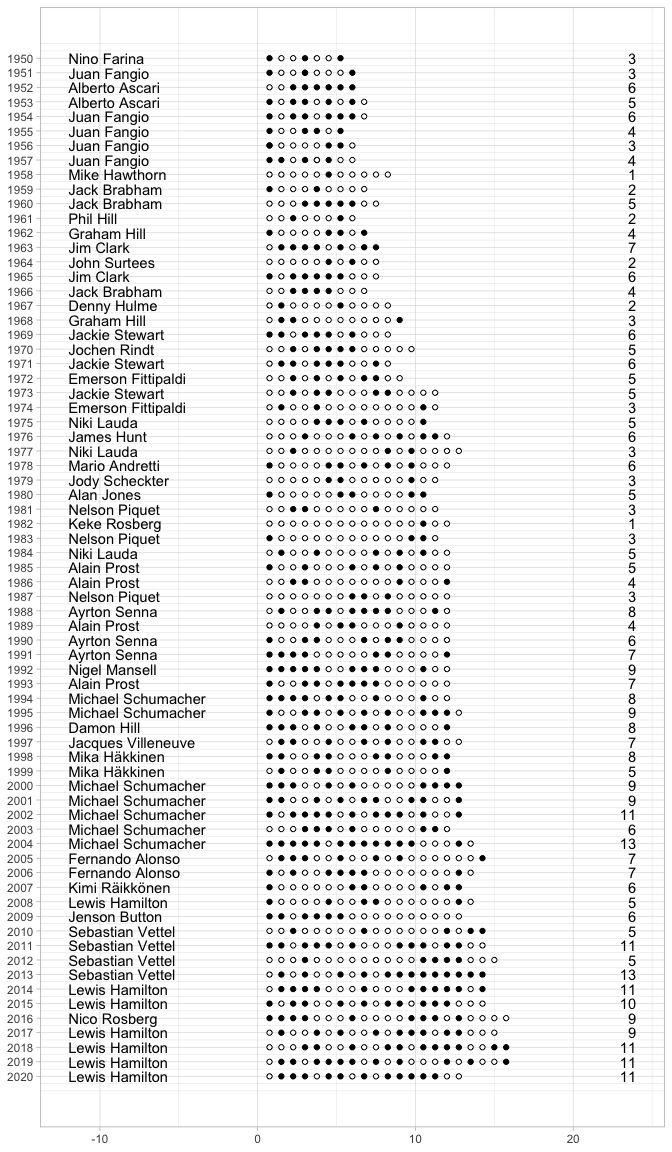 1950 Nino Farina 3
1951 Juan Fangio 3
1952 Alberto Ascari 6
1953 Alberto Ascari 5
1954 Juan Fangio 6
1955 Juan Fangio 4
1956 Juan Fangio 3
1957 Juan Fangio 4
1958 Mike Hawthorn 1
1959 Jack Brabham 2
1960 Jack Brabham 5
1961 Phil Hill 2
1962 Graham Hill 4
1963 Jim Clark 7
1964 John Surtees 2
1965 Jim Clark 6
1966 Jack Brabham 4
1967 Denny Hulme 2
1968 Graham Hill 3
1969 Jackie Stewart 6
1970 Jochen Rindt 5
1971 Jackie Stewart 6
1972 Emerson Fittipaldi 5
1973 Jackie Stewart 5
1974 Emerson Fittipaldi 3
1975 Niki Lauda 5
1976 James Hunt 6
1977 Niki Lauda 3
1978 Mario Andretti 6
1979 Jody Scheckter 3
1980 Alan Jones 5
1981 Nelson Piquet 3
1982 Keke Rosberg 1
1983 Nelson Piquet 3
1984 Niki Lauda 5
1985 Alain Prost 5
1986 Alain Prost 4
1987 Nelson Piquet 3
1988 Ayrton Senna 8
1989 Alain Prost 4
1990 Ayrton Senna 6
1991 Ayrton Senna 7
1992 Nigel Mansell 9
1993 Alain Prost 7
1994 Michael Schumacher 8
1995 Michael Schumacher 9
1996 Damon Hill 8
1997 Jacques Villeneuve 7
1998 Mika Häkkinen 8
1999 Mika Häkkinen 5
2000 Michael Schumacher 9
2001 Michael Schumacher 9
2002 Michael Schumacher 11
2003 Michael Schumacher 6
2004 Michael Schumacher 13
2005 Fernando Alonso 7
2006 Fernando Alonso 7
2007 Kimi Räikkönen 6
2008 Lewis Hamilton 5
2009 Jenson Button 6
2010 Sebastian Vettel 5
2011 Sebastian Vettel 11
2012 Sebastian Vettel 5
2013 Sebastian Vettel 13
2014 Lewis Hamilton 11
2015 Lewis Hamilton 10
2016 Nico Rosberg 9
2017 Lewis Hamilton 9
2018 Lewis Hamilton 11
2019 Lewis Hamilton 11
2020 Lewis Hamilton 11
-10 0 10 20